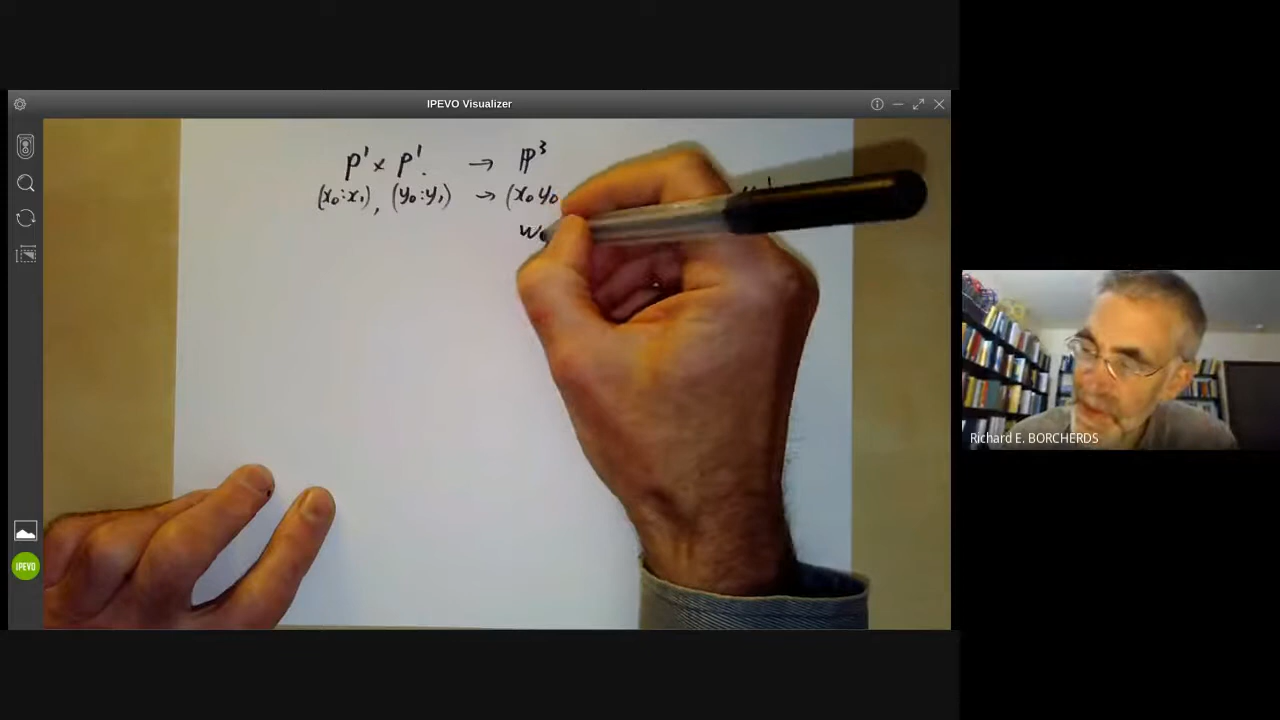 IPEVO Visualizer
P¹ × P¹. → ℙ³
(x₀:x₁), (y₀:y₁) → (x₀y₀
w
IPEVO
Richard E. BORCHERDS